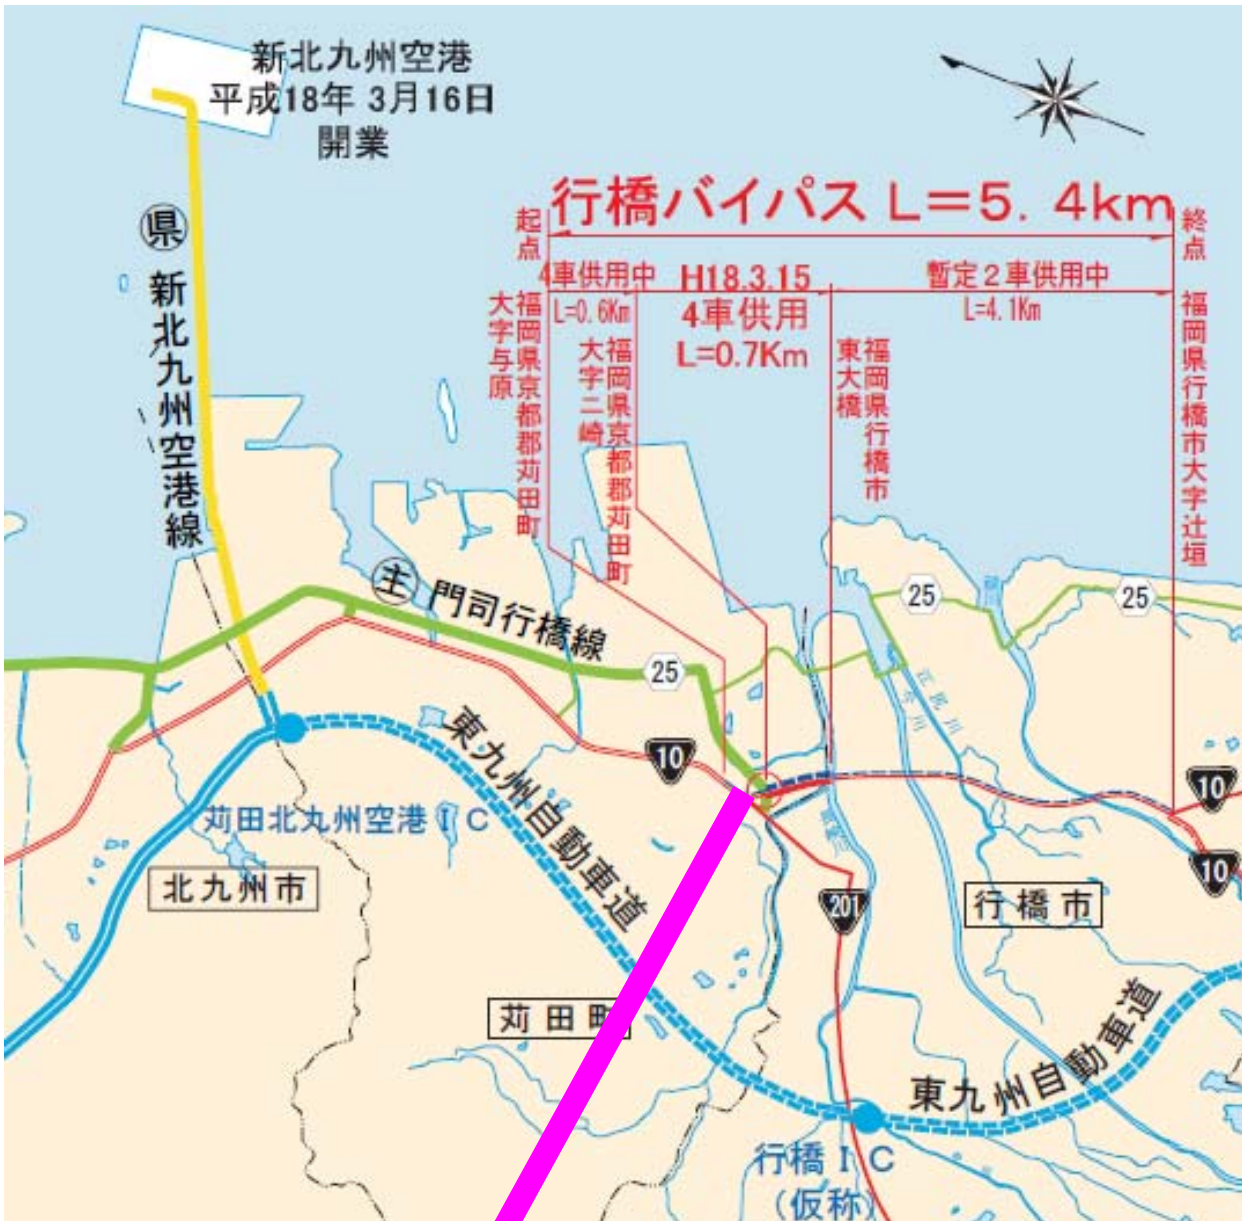 新北九州空港
平成18年 3月16日
開業
行橋バイパス L=5. 4km
起点
終点
4車供用中
L=0.6Km
H18.3.15
4車供用
L=0.7Km
暫定２車供用中
L=4.1Km
福岡県京都郡苅田町
大字与原
福岡県京都郡苅田町
大字二崎
福岡県行橋市
東大橋
福岡県行橋市大字辻垣
県
新北九州空港線
主 門司行橋線
25
25
25
10
10
10
201
江尻川
今川
東九州自動車道
苅田北九州空港ＩＣ
北九州市
行橋市
苅田町
東九州自動車道
行橋ＩＣ
(仮称)